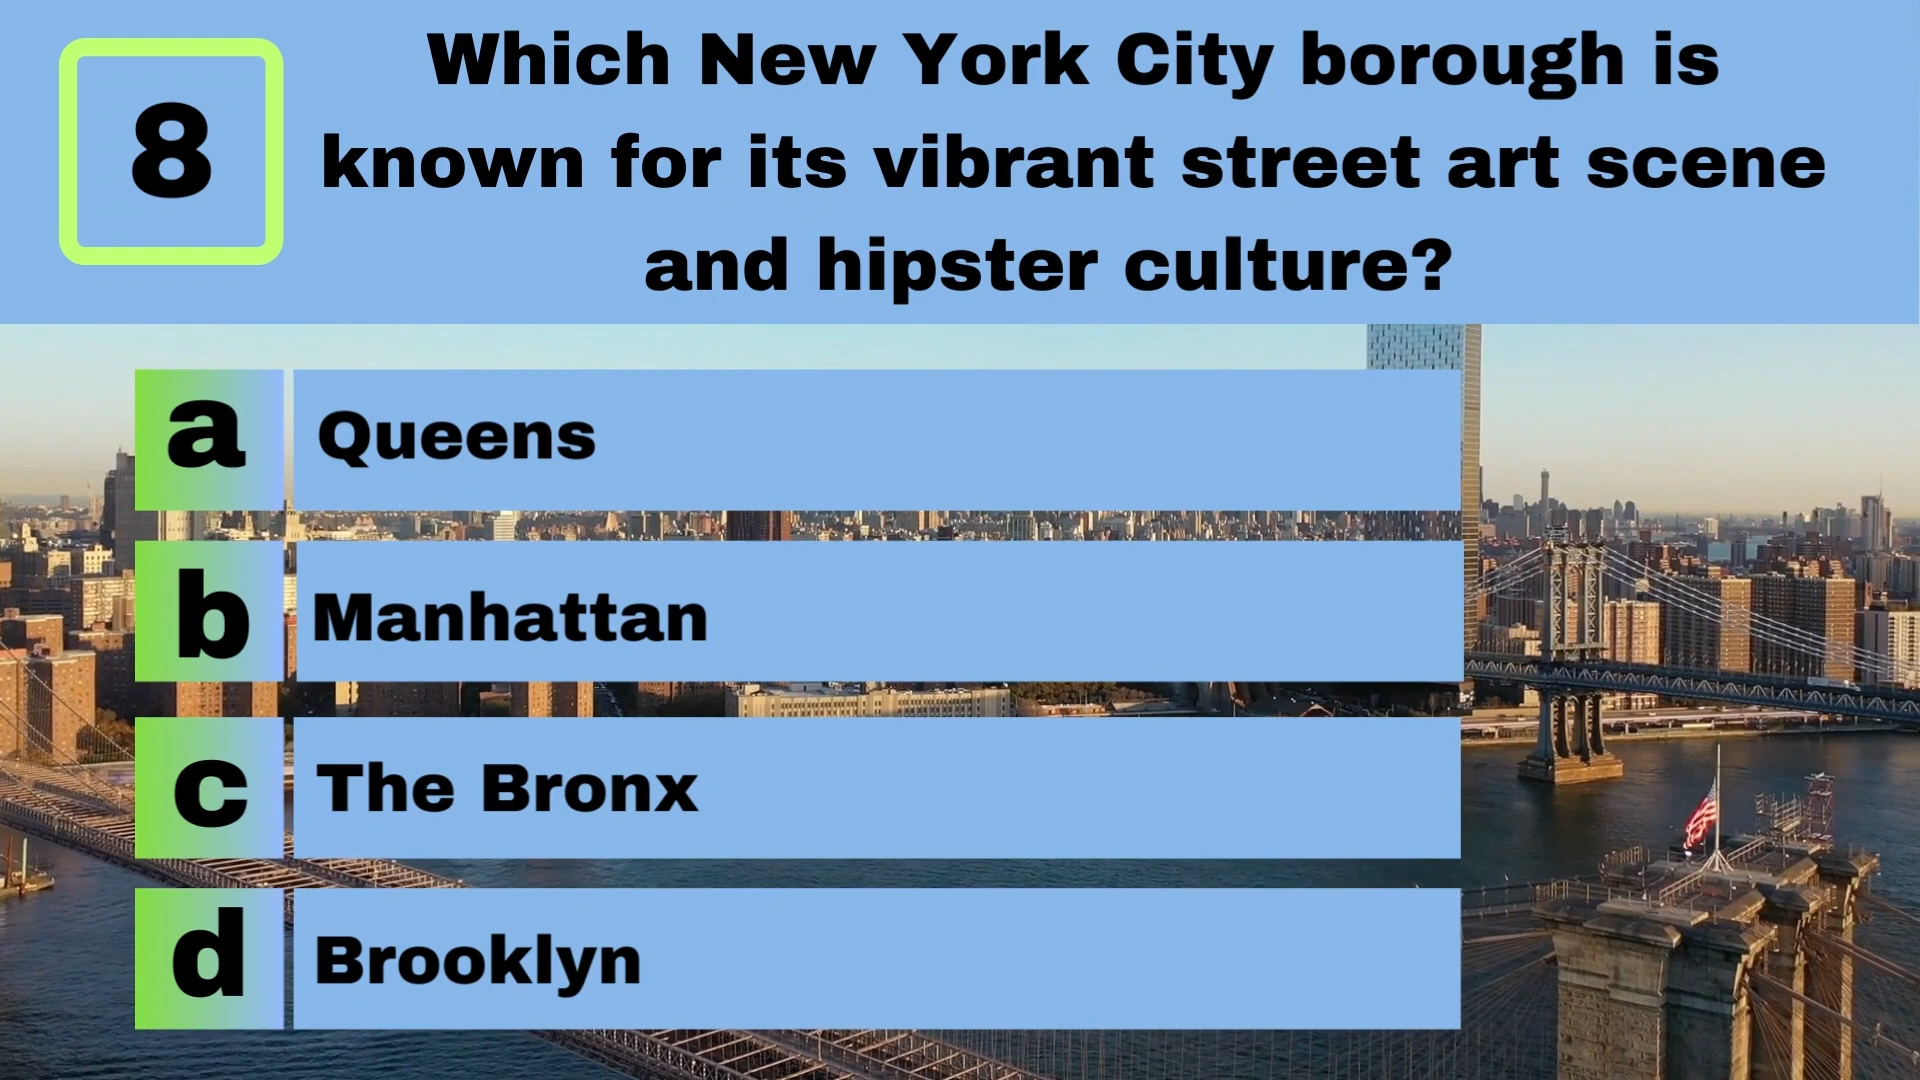 8
Which New York City borough is
known for its vibrant street art scene
and hipster culture?
a Queens
b Manhattan
c The Bronx
d Brooklyn